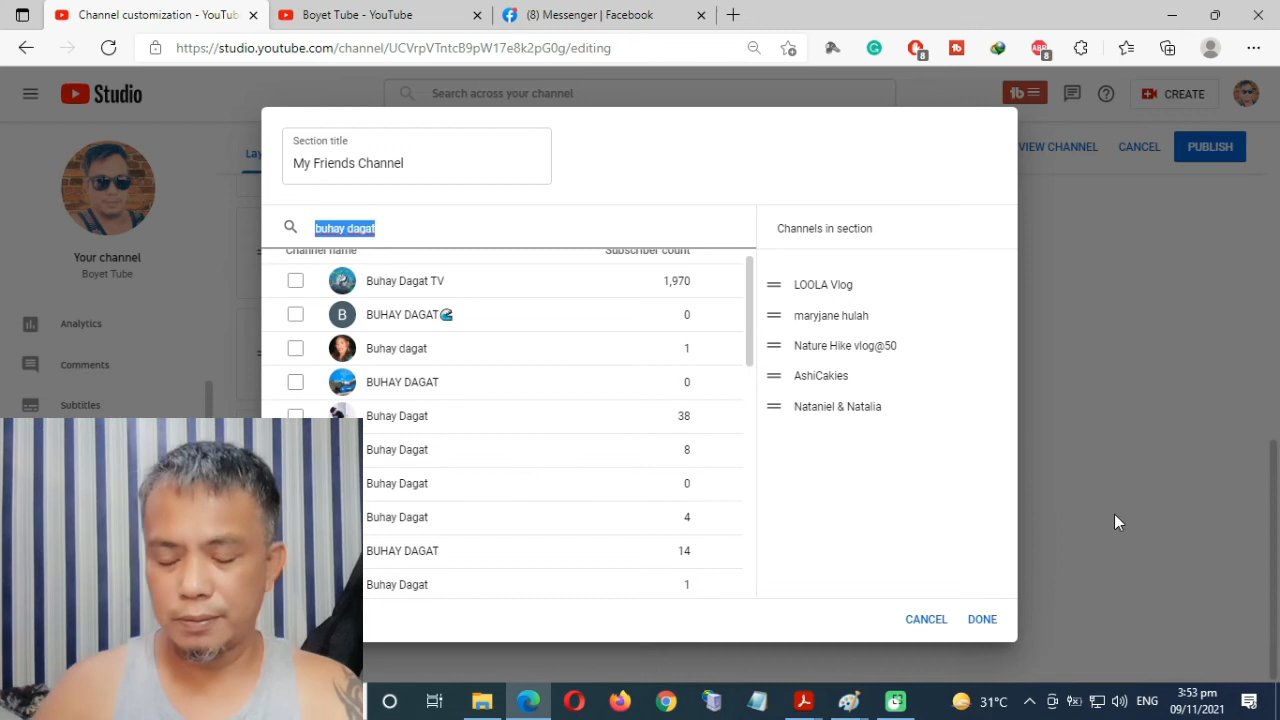 Channel customization - YouTub
Boyet Tube - YouTube
(8) Messenger | Facebook
https://studio.youtube.com/channel/UCVrpVTntcB9pW17e8k2pG0g/editing
8
ABP
8
Studio
Search across your channel
CREATE
Your channel
Boyet Tube
Analytics
Comments
Subtitles
Lay
VIEW CHANNEL
CANCEL
PUBLISH
Section title
My Friends Channel
buhay dagat
Channel name
Subscriber count
Buhay Dagat TV 1,970
B BUHAY DAGAT🌊 0
Buhay dagat 1
BUHAY DAGAT 0
Buhay Dagat 38
Buhay Dagat 8
Buhay Dagat 0
Buhay Dagat 4
BUHAY DAGAT 14
Buhay Dagat 1
Channels in section
LOOLA Vlog
maryjane hulah
Nature Hike vlog@50
AshiCakies
Nataniel & Natalia
CANCEL
DONE
31°C
ENG
3:53 pm
09/11/2021